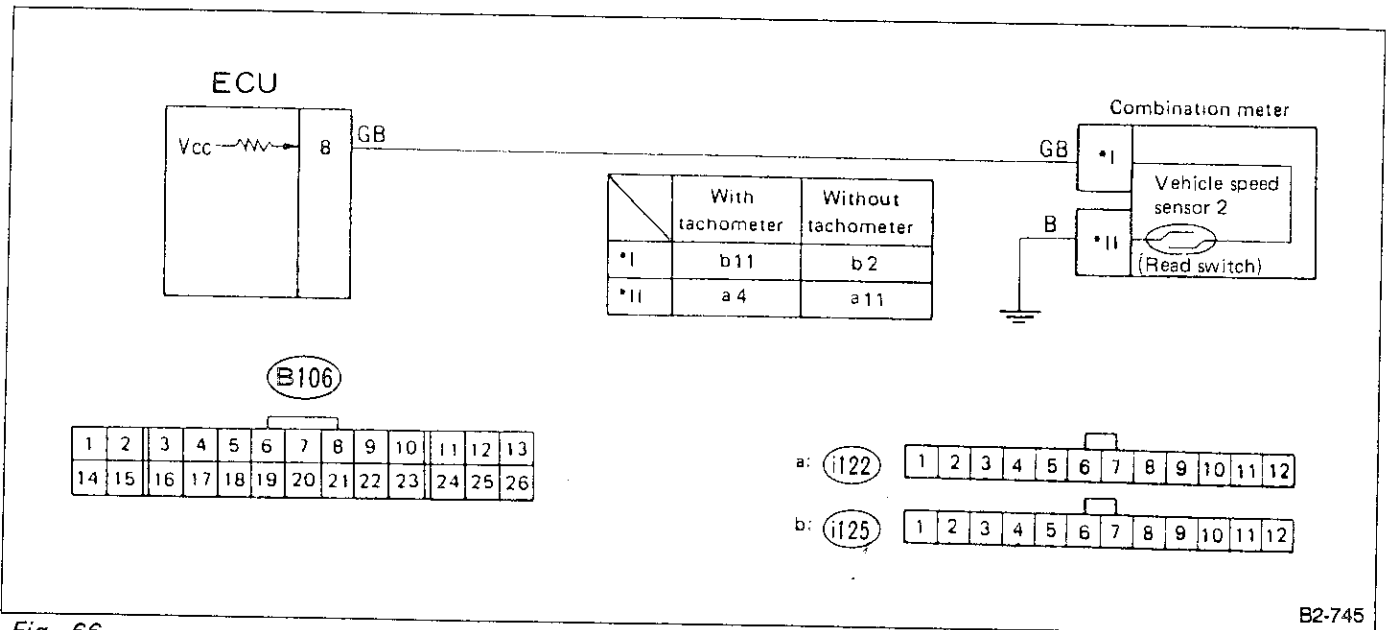 ECU
Vcc
8
GB
GB
Combination meter
*I
Vehicle speed
sensor 2
B
*II
(Read switch)
With tachometer Without tachometer
*I b11 b2
*II a4 a11
B106
1 2 3 4 5 6 7 8 9 10 11 12 13
14 15 16 17 18 19 20 21 22 23 24 25 26
a: i122 1 2 3 4 5 6 7 8 9 10 11 12
b: i125 1 2 3 4 5 6 7 8 9 10 11 12
B2-745
Fig. 66